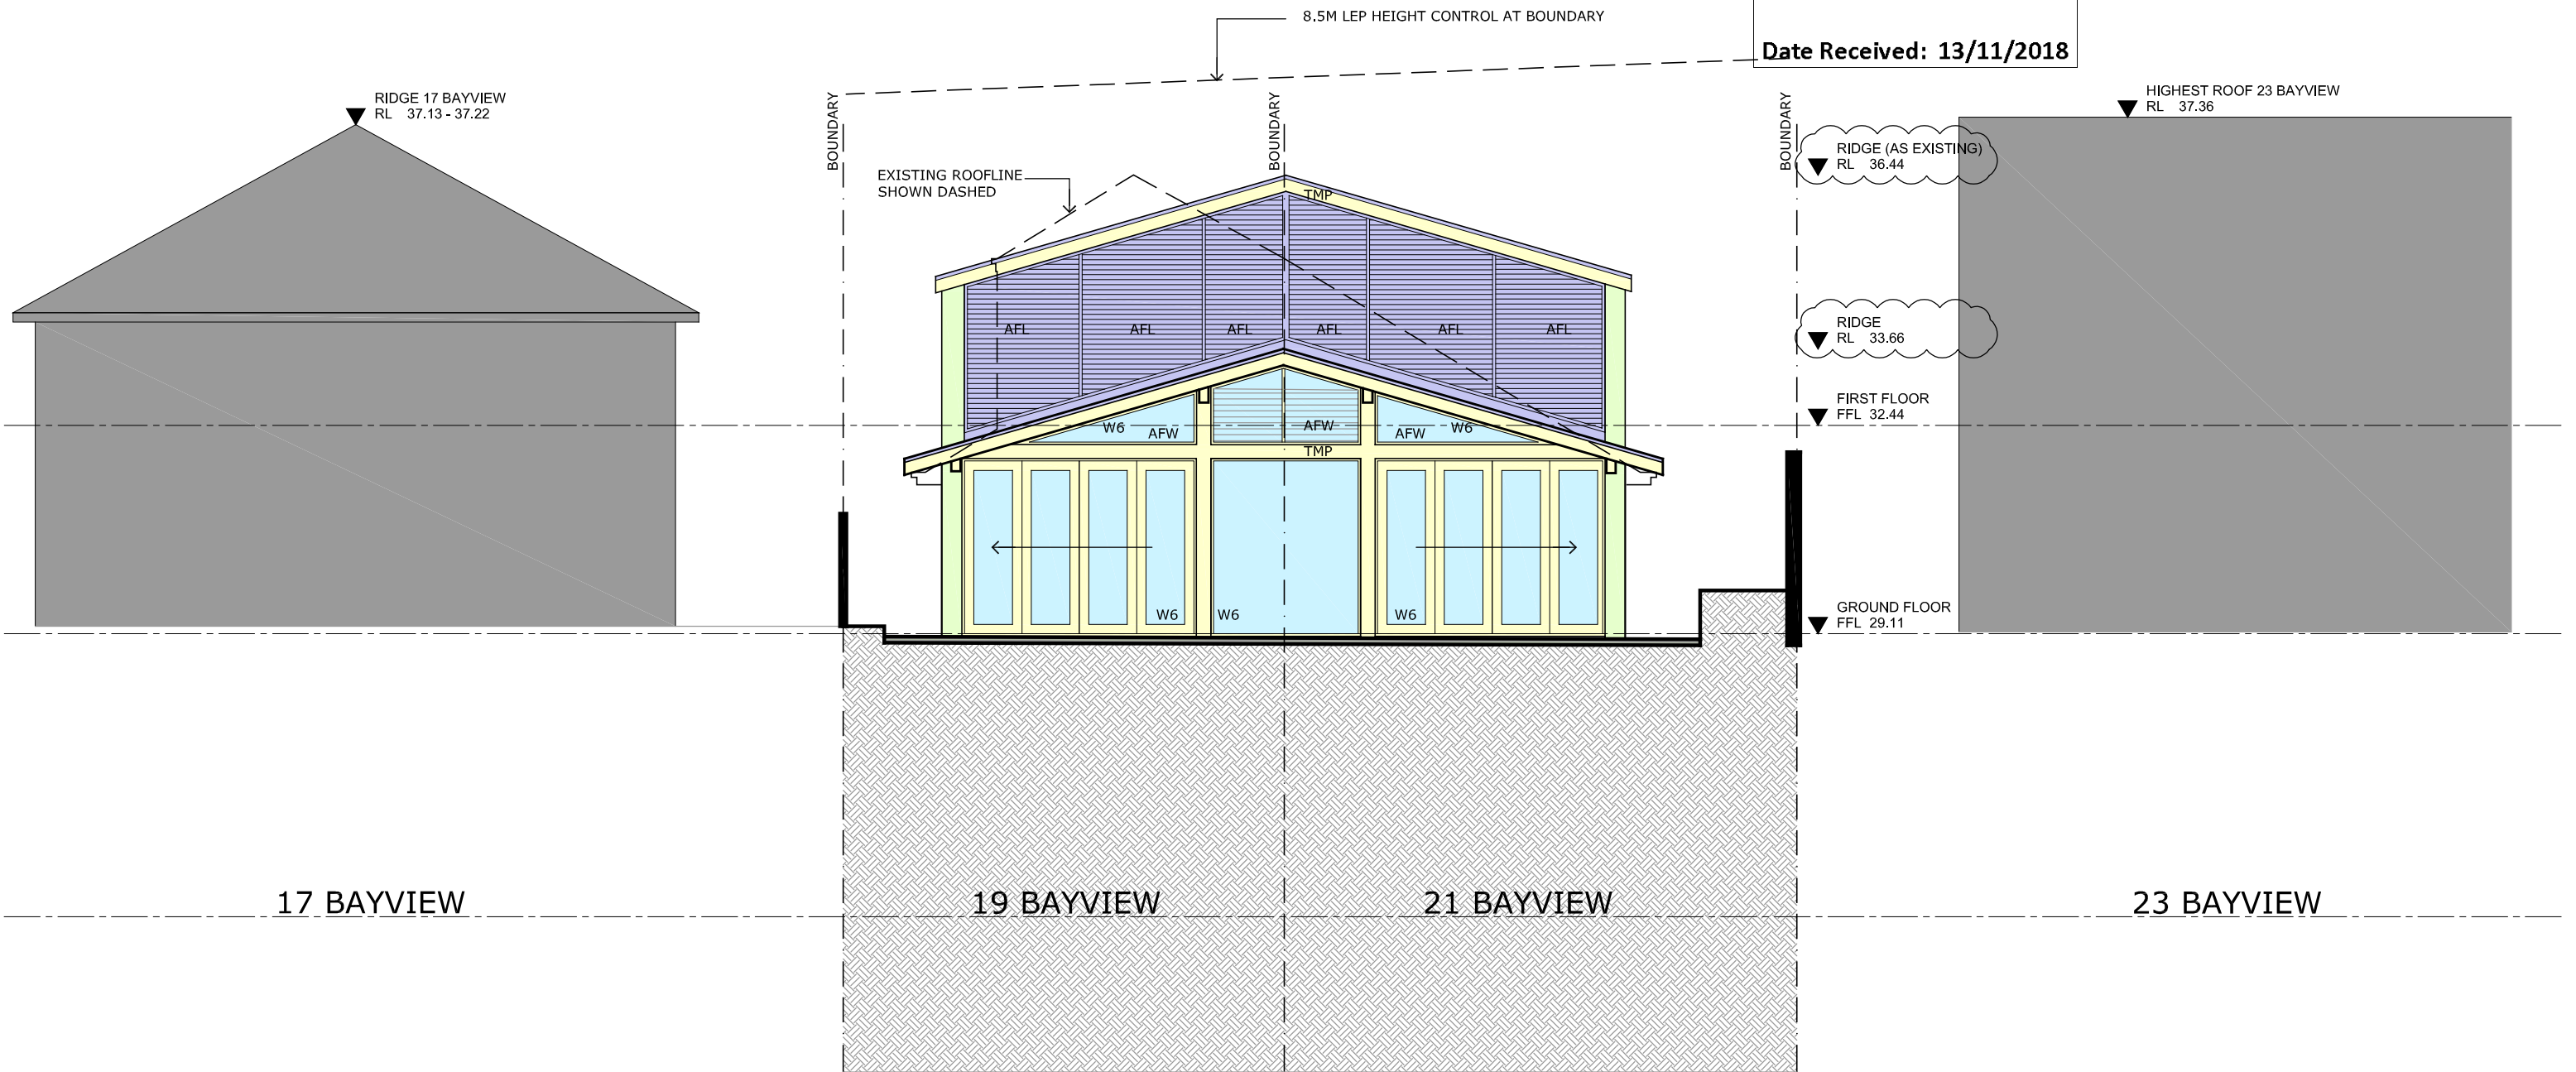 8.5M LEP HEIGHT CONTROL AT BOUNDARY
Date Received: 13/11/2018
RIDGE 17 BAYVIEW
RL 37.13 - 37.22
BOUNDARY
BOUNDARY
BOUNDARY
HIGHEST ROOF 23 BAYVIEW
RL 37.36
EXISTING ROOFLINE
SHOWN DASHED
RIDGE (AS EXISTING)
RL 36.44
TMP
AFL
AFL
AFL
AFL
AFL
AFL
RIDGE
RL 33.66
FIRST FLOOR
FFL 32.44
W6
AFW
AFW
AFW
W6
TMP
W6
W6
W6
GROUND FLOOR
FFL 29.11
17 BAYVIEW
19 BAYVIEW
21 BAYVIEW
23 BAYVIEW